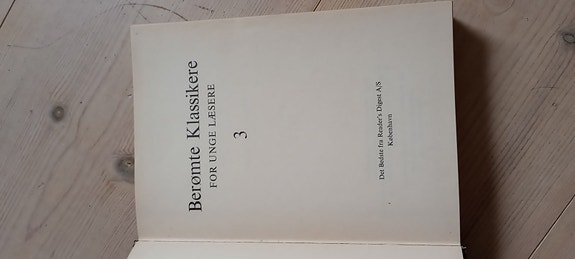 Berømte Klassikere
FOR UNGE LÆSERE
3
Det Bedste fra Reader's Digest A/S
København